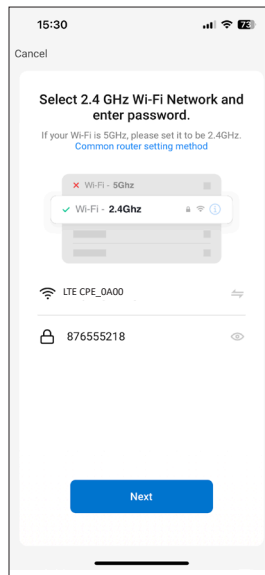 15:30
73
Cancel
Select 2.4 GHz Wi-Fi Network and
enter password.
If your Wi-Fi is 5GHz, please set it to be 2.4GHz.
Common router setting method
Wi-Fi - 5Ghz
Wi-Fi - 2.4Ghz
LTE CPE_0A00
876555218
Next